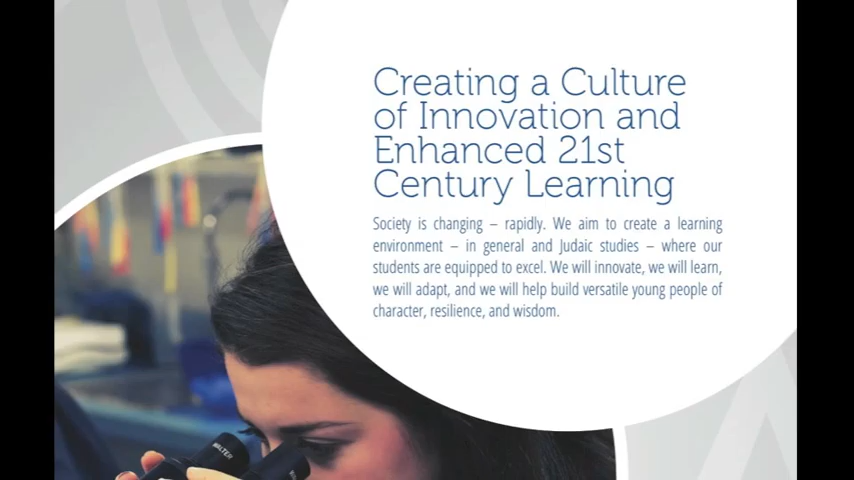 Creating a Culture
of Innovation and
Enhanced 21st
Century Learning
Society is changing – rapidly. We aim to create a learning
environment – in general and Judaic studies – where our
students are equipped to excel. We will innovate, we will learn,
we will adapt, and we will help build versatile young people of
character, resilience, and wisdom.
WALTER